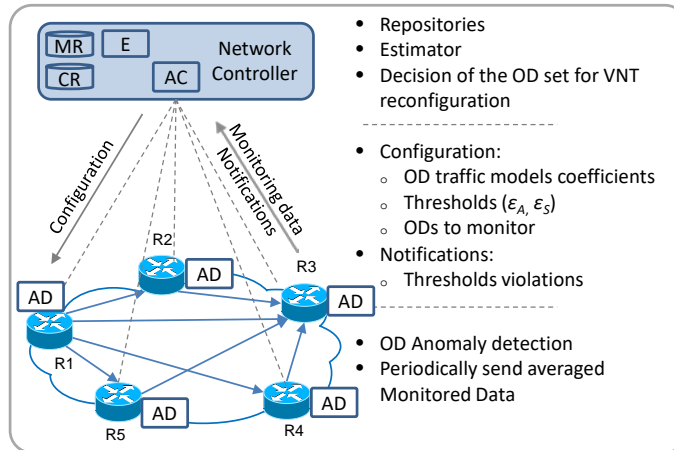 MR
E
Network
Controller
CR
AC
Configuration
Monitoring data
Notifications
R2
AD
R3
AD
AD
R1
AD
R5
AD
R4
• Repositories
• Estimator
• Decision of the OD set for VNT
reconfiguration
• Configuration:
o OD traffic models coefficients
o Thresholds (εA, εS)
o ODs to monitor
• Notifications:
o Thresholds violations
• OD Anomaly detection
• Periodically send averaged
Monitored Data